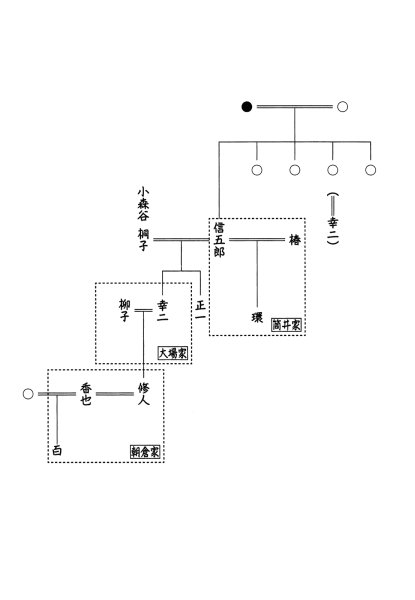 (=幸二)
小森谷 桐子
信五郎
椿
環
筒井家
正一
幸二
柳子
大場家
修人
香也
百
朝倉家